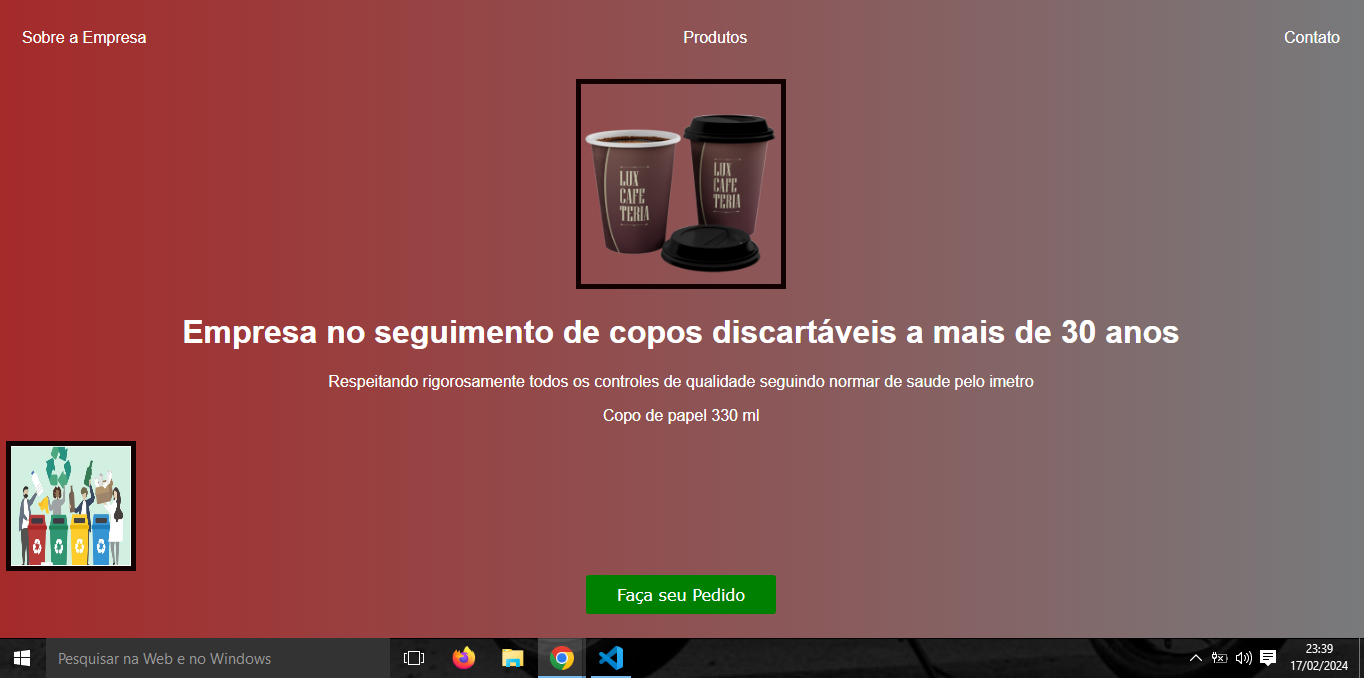 Sobre a Empresa
Produtos
Contato
LUX
CAFE
TERIA
LUX
CAFE
TERIA
Empresa no seguimento de copos discartáveis a mais de 30 anos
Respeitando rigorosamente todos os controles de qualidade seguindo normar de saude pelo imetro
Copo de papel 330 ml
Faça seu Pedido
Pesquisar na Web e no Windows
23:39
17/02/2024